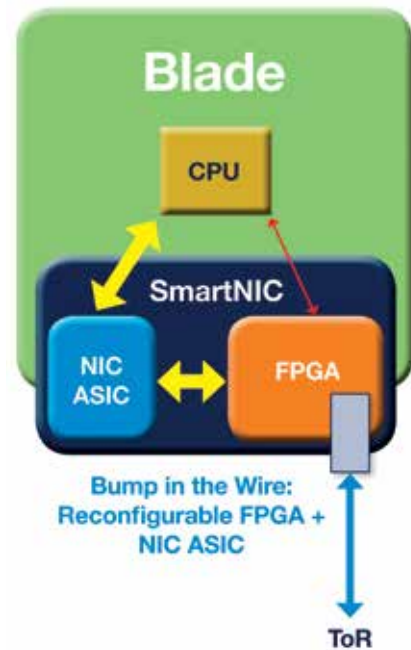 Blade
CPU
SmartNIC
NIC
ASIC
FPGA
Bump in the Wire:
Reconfigurable FPGA +
NIC ASIC
ToR